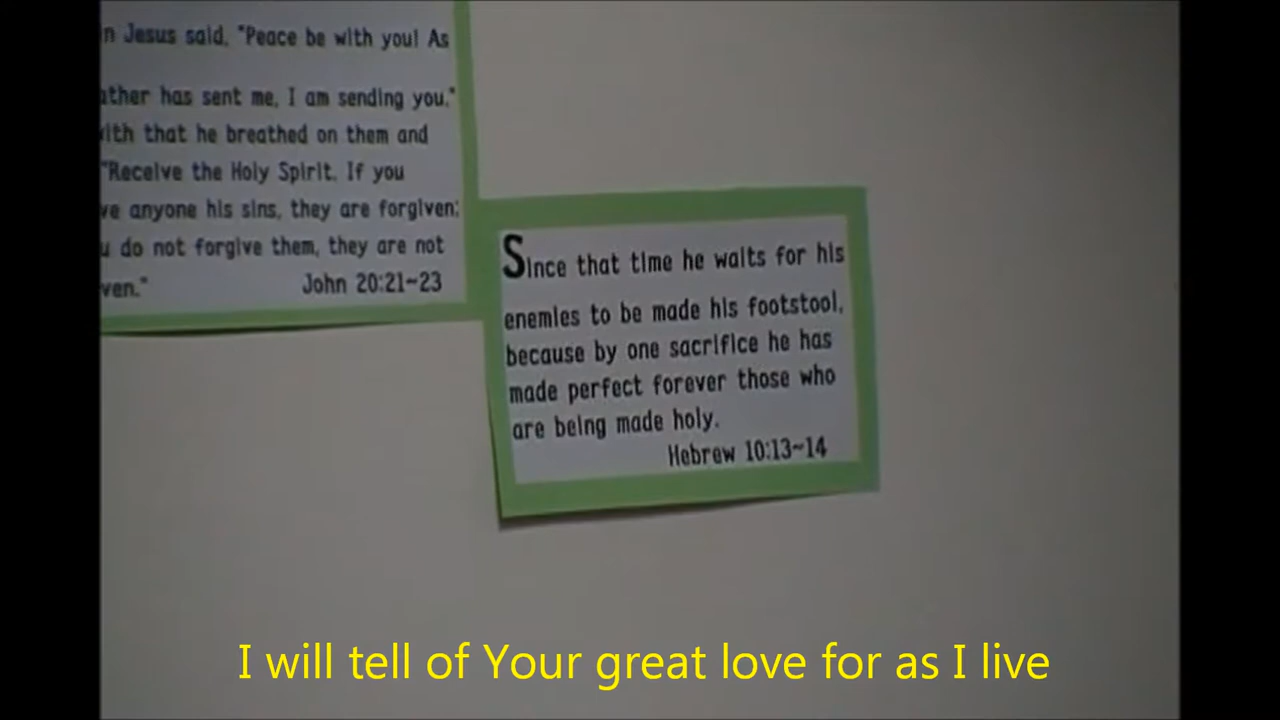 n Jesus said, "Peace be with you! As
ather has sent me, I am sending you."
with that he breathed on them and
"Receive the Holy Spirit. If you
ve anyone his sins, they are forgiven;
u do not forgive them, they are not
ven."
John 20:21~23
Since that time he waits for his
enemies to be made his footstool,
because by one sacrifice he has
made perfect forever those who
are being made holy.
Hebrew 10:13~14
I will tell of Your great love for as I live